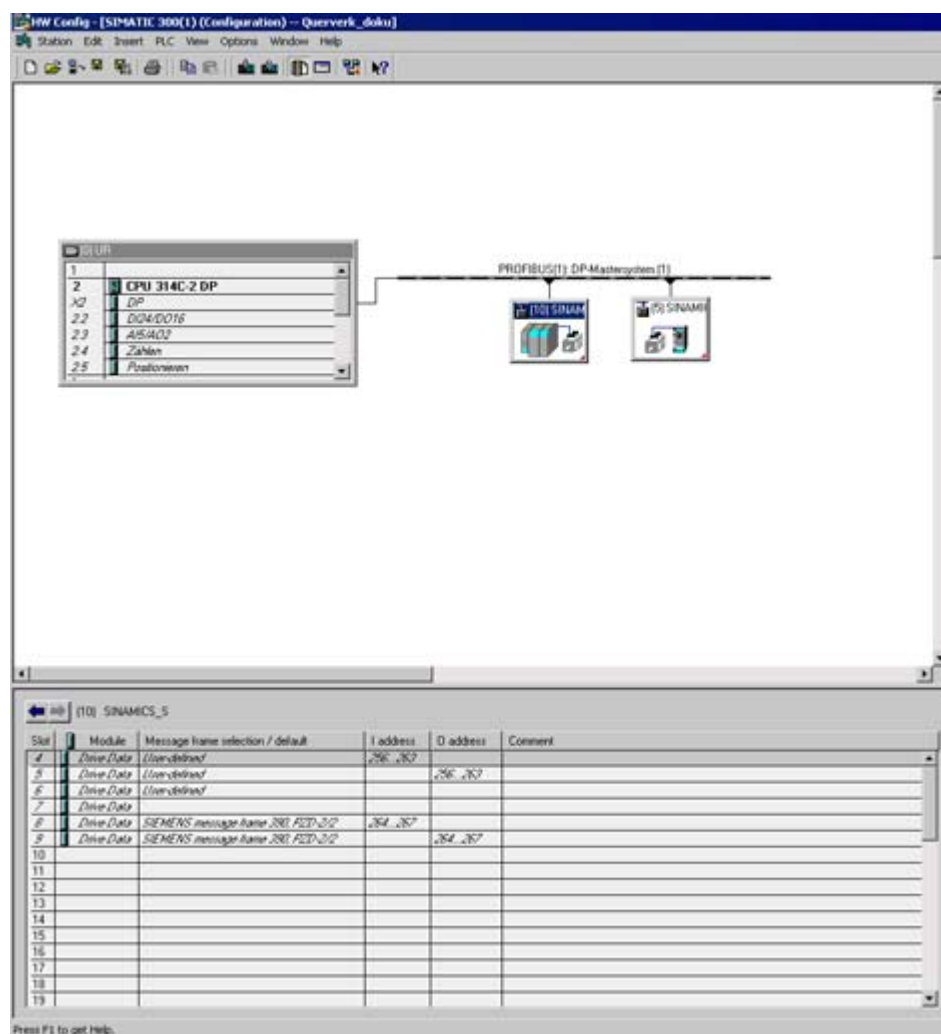 HW Config - [SIMATIC 300(1) (Configuration) -- Querverk_doku]
Station Edit Insert PLC View Options Window Help
(0) UR
1
2 CPU 314C-2 DP
X2 DP
2.2 DI24/DO16
2.3 AI5/AO2
2.4 Zählen
2.5 Positionieren
PROFIBUS(1): DP-Mastersystem (1)
(10) SINAM
(5) SINAMI
(10) SINAMICS_S
Slot Module Message frame selection / default I address O address Comment
4 Drive Data User-defined 256...263
5 Drive Data User-defined 256...263
6 Drive Data User-defined
7 Drive Data
8 Drive Data SIEMENS message frame 390, PZD-2/2 264...267
9 Drive Data SIEMENS message frame 390, PZD-2/2 264...267
10
11
12
13
14
15
16
17
18
19
Press F1 to get Help.